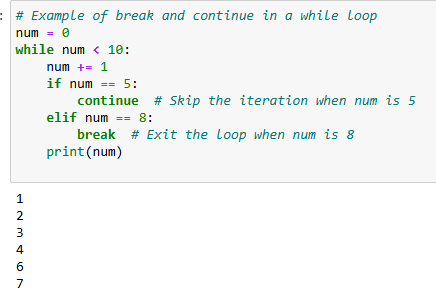 : # Example of break and continue in a while loop
num = 0
while num < 10:
    num += 1
    if num == 5:
        continue  # Skip the iteration when num is 5
    elif num == 8:
        break  # Exit the loop when num is 8
    print(num)
1
2
3
4
6
7